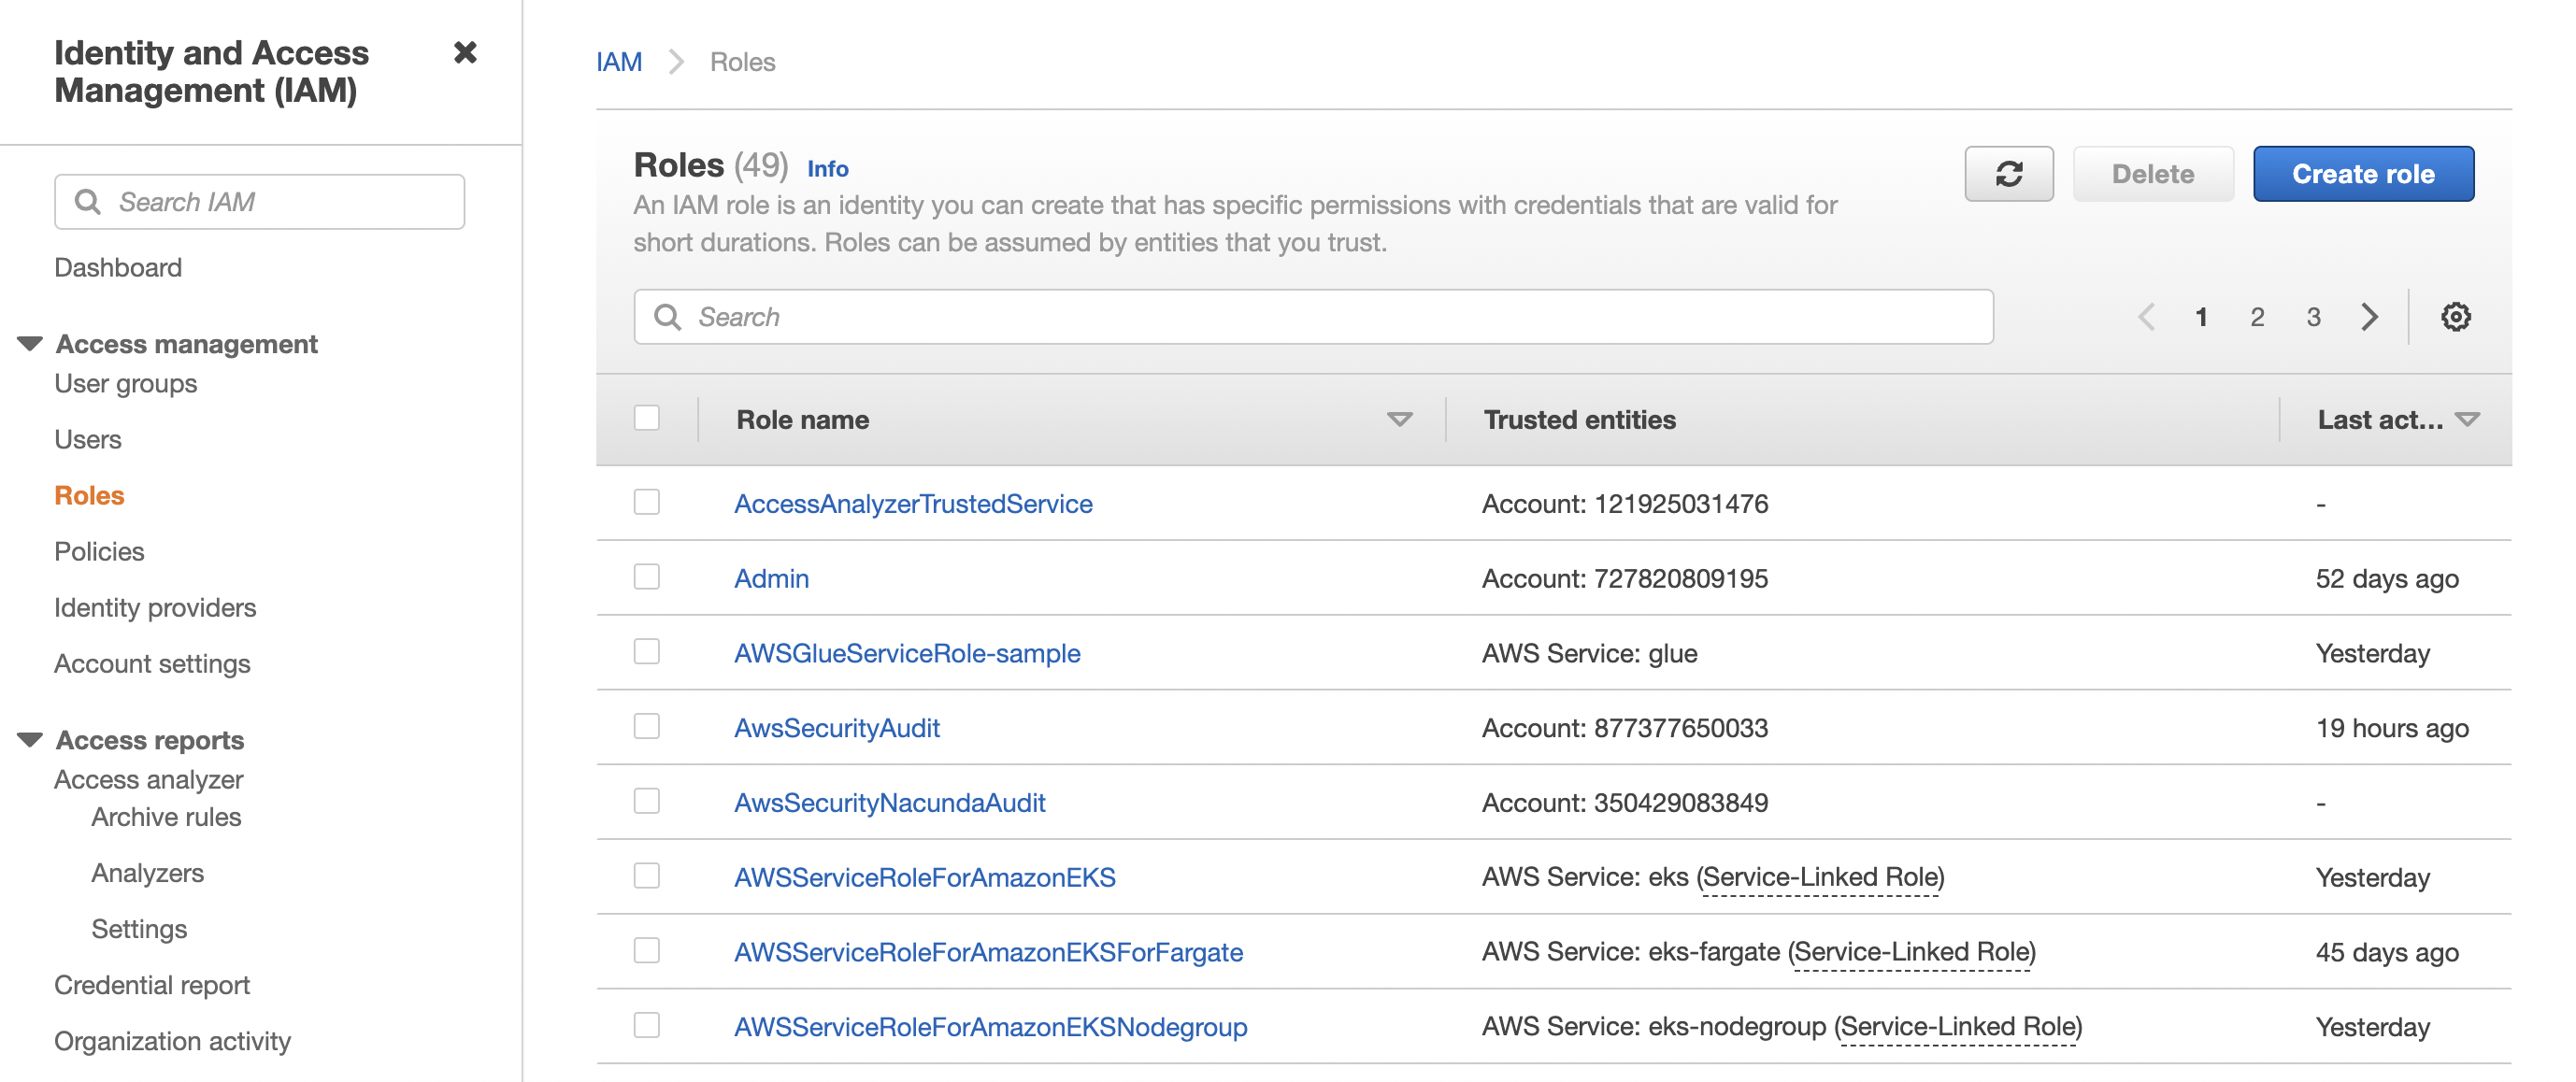 Identity and Access
Management (IAM)
Search IAM
Dashboard
Access management
User groups
Users
Roles
Policies
Identity providers
Account settings
Access reports
Access analyzer
Archive rules
Analyzers
Settings
Credential report
Organization activity
IAM > Roles
Roles (49) Info
An IAM role is an identity you can create that has specific permissions with credentials that are valid for
short durations. Roles can be assumed by entities that you trust.
Delete
Create role
Search
1 2 3
Role name Trusted entities Last act...
AccessAnalyzerTrustedService Account: 121925031476 -
Admin Account: 727820809195 52 days ago
AWSGlueServiceRole-sample AWS Service: glue Yesterday
AwsSecurityAudit Account: 877377650033 19 hours ago
AwsSecurityNacundaAudit Account: 350429083849 -
AWSServiceRoleForAmazonEKS AWS Service: eks (Service-Linked Role) Yesterday
AWSServiceRoleForAmazonEKSForFargate AWS Service: eks-fargate (Service-Linked Role) 45 days ago
AWSServiceRoleForAmazonEKSNodegroup AWS Service: eks-nodegroup (Service-Linked Role) Yesterday